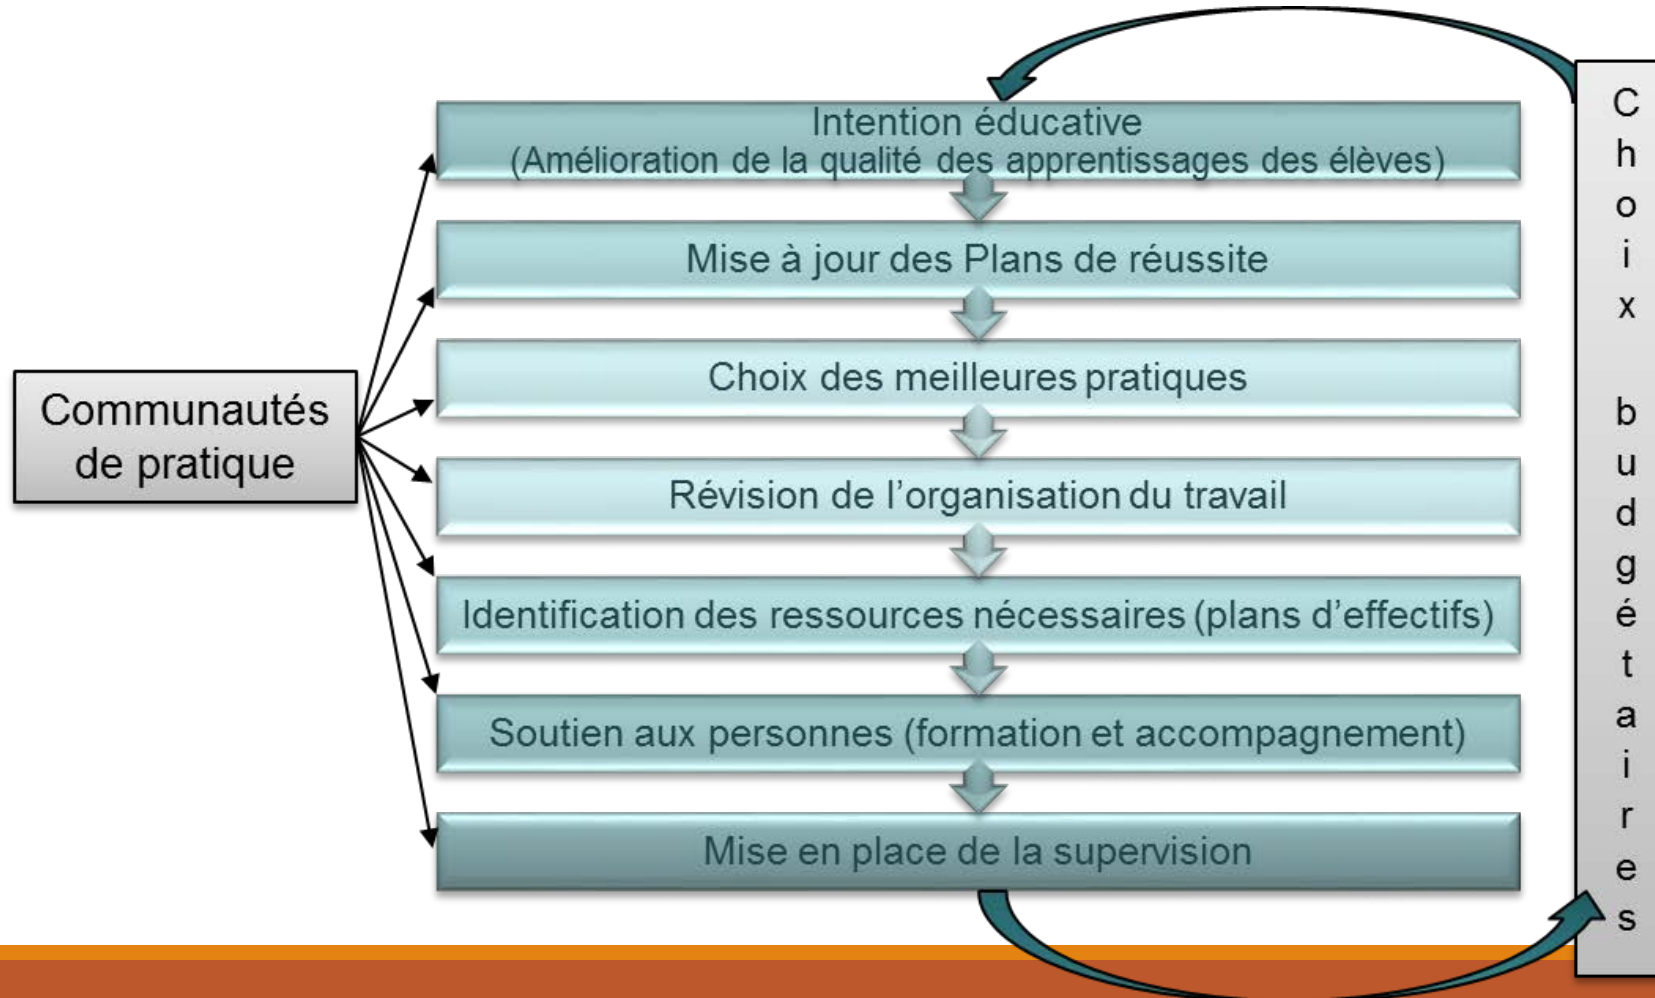 Intention éducative
(Amélioration de la qualité des apprentissages des élèves)
Mise à jour des Plans de réussite
Choix des meilleures pratiques
Communautés
de pratique
Révision de l’organisation du travail
Identification des ressources nécessaires (plans d’effectifs)
Soutien aux personnes (formation et accompagnement)
Mise en place de la supervision
Choix budgétaires